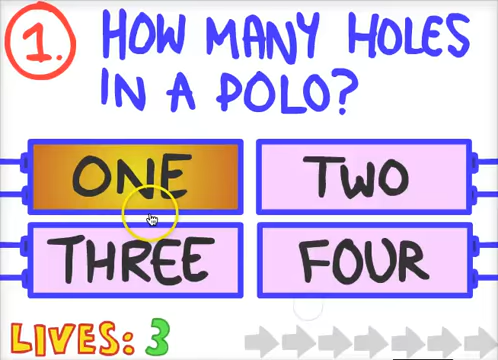 1. HOW MANY HOLES
IN A POLO?
ONE
TWO
THREE
FOUR
LIVES: 3